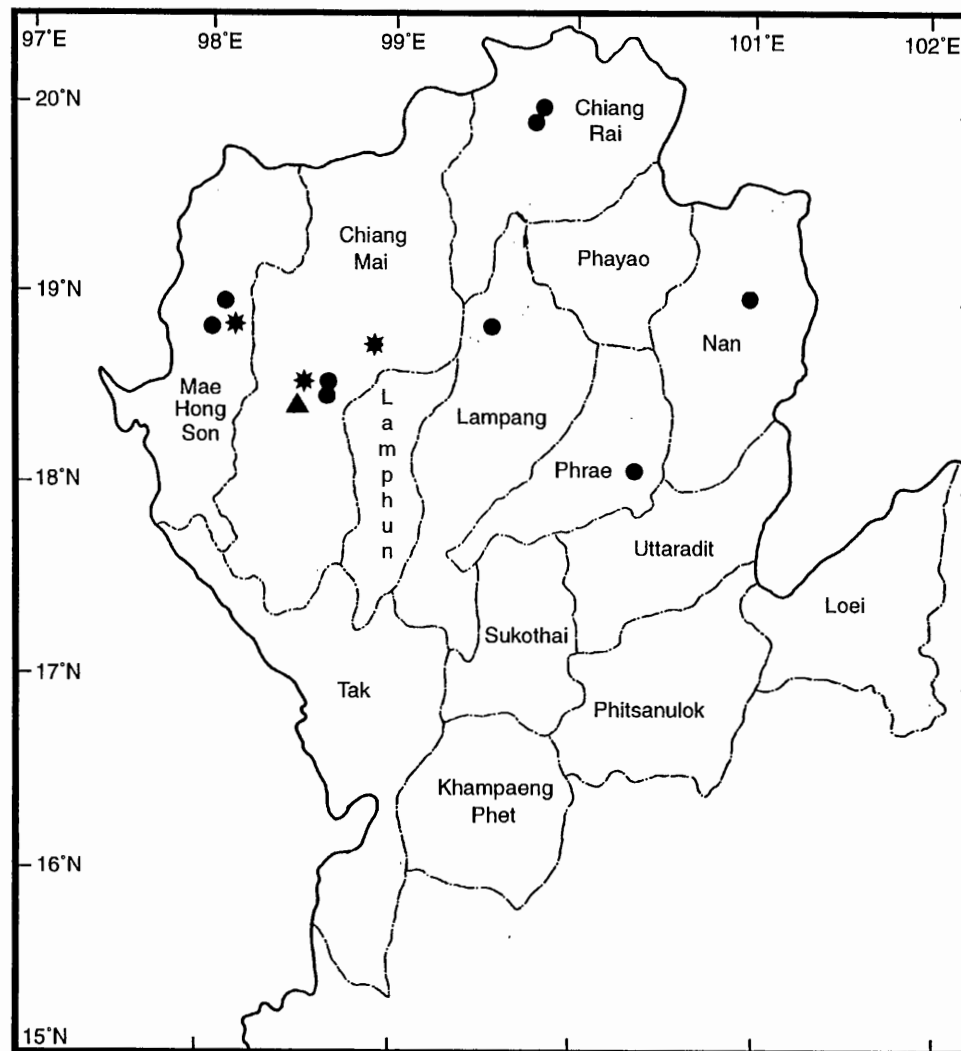 97°E 98°E 99°E 101°E 102°E
20°N
Chiang
Rai
Chiang
Mai
Phayao
19°N
Nan
Mae
Hong
Son
Lamphun
Lampang
Phrae
18°N
Uttaradit
Loei
Sukothai
17°N
Tak
Phitsanulok
Khampaeng
Phet
16°N
15°N